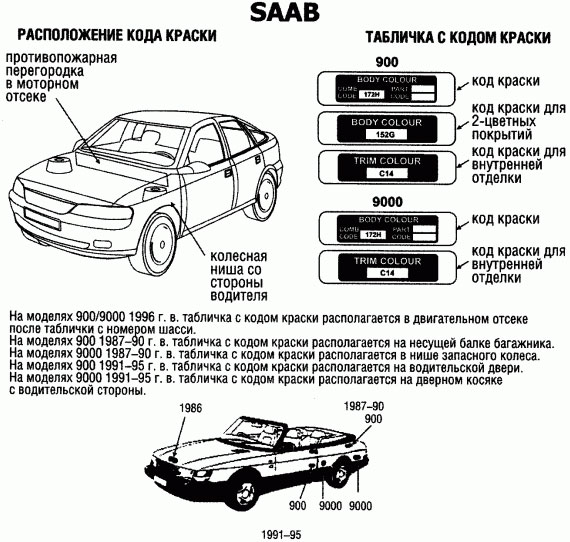 SAAB
РАСПОЛОЖЕНИЕ КОДА КРАСКИ
противопожарная
перегородка
в моторном
отсеке
колесная
ниша со
стороны
водителя
ТАБЛИЧКА С КОДОМ КРАСКИ
900
BODY COLOUR
COMB PART
CODE 172H CODE
код краски
BODY COLOUR
152G
код краски для
2-цветных
покрытий
TRIM COLOUR
C14
код краски для
внутренней
отделки
9000
BODY COLOUR
COMB PART
CODE 172H CODE
код краски
TRIM COLOUR
C14
код краски для
внутренней
отделки
На моделях 900/9000 1996 г. в. табличка с кодом краски располагается в двигательном отсеке
после таблички с номером шасси.
На моделях 900 1987–90 г. в. табличка с кодом краски располагается на несущей балке багажника.
На моделях 9000 1987–90 г. в. табличка с кодом краски располагается в нише запасного колеса.
На моделях 900 1991–95 г. в. табличка с кодом краски располагается на водительской двери.
На моделях 9000 1991–95 г. в. табличка с кодом краски располагается на дверном косяке
с водительской стороны.
1986
1987–90
900
900 9000 9000
1991–95